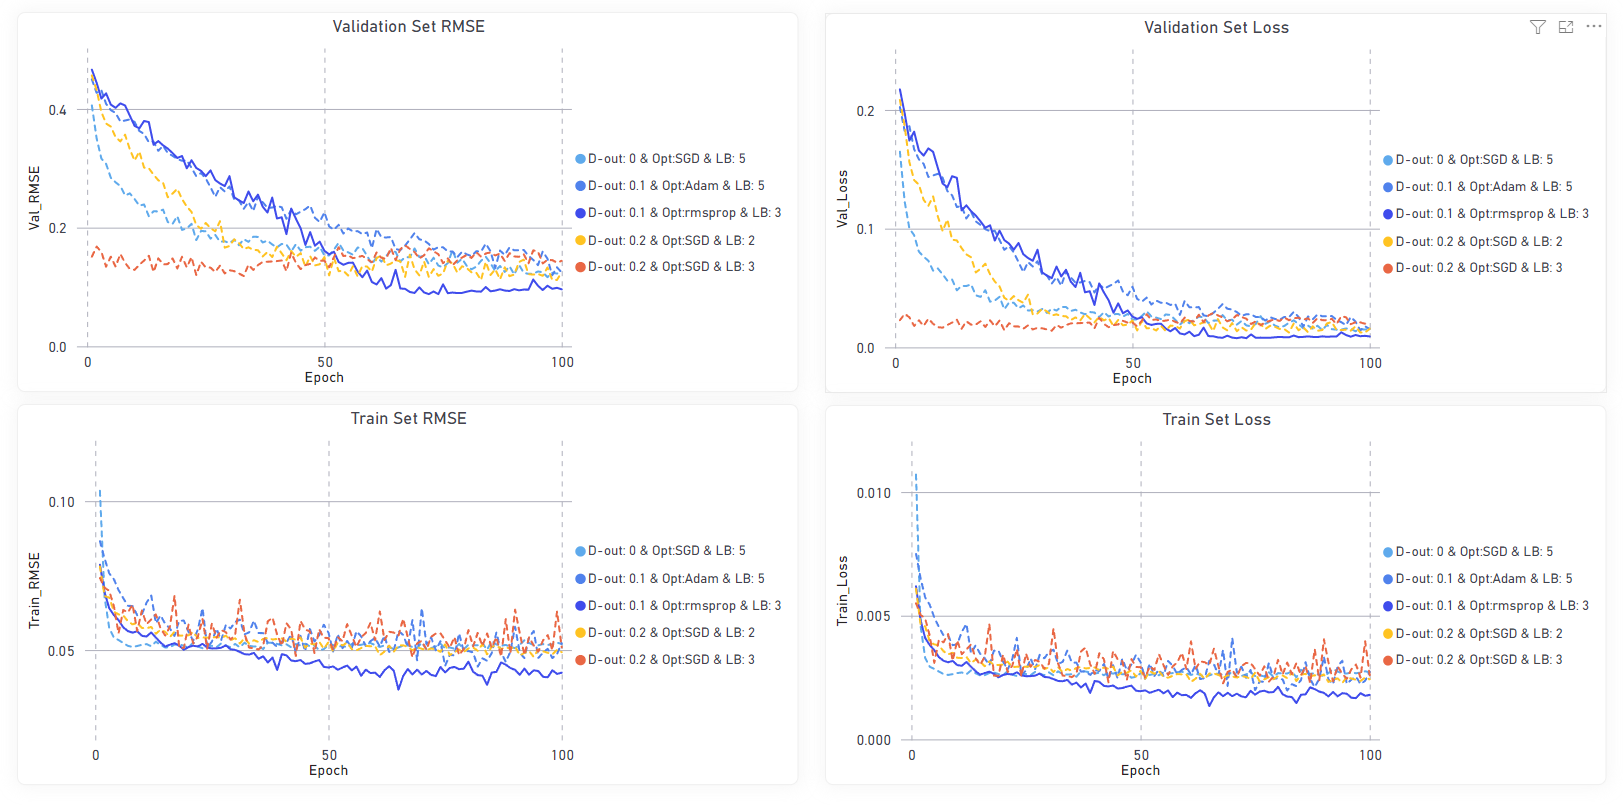 Validation Set RMSE
0.4
0.2
0.0
Val_RMSE
0
50
100
Epoch
D-out: 0 & Opt:SGD & LB: 5
D-out: 0.1 & Opt:Adam & LB: 5
D-out: 0.1 & Opt:rmsprop & LB: 3
D-out: 0.2 & Opt:SGD & LB: 2
D-out: 0.2 & Opt:SGD & LB: 3
Validation Set Loss
0.2
0.1
0.0
Val_Loss
0
50
100
Epoch
D-out: 0 & Opt:SGD & LB: 5
D-out: 0.1 & Opt:Adam & LB: 5
D-out: 0.1 & Opt:rmsprop & LB: 3
D-out: 0.2 & Opt:SGD & LB: 2
D-out: 0.2 & Opt:SGD & LB: 3
Train Set RMSE
0.10
0.05
Train_RMSE
0
50
100
Epoch
D-out: 0 & Opt:SGD & LB: 5
D-out: 0.1 & Opt:Adam & LB: 5
D-out: 0.1 & Opt:rmsprop & LB: 3
D-out: 0.2 & Opt:SGD & LB: 2
D-out: 0.2 & Opt:SGD & LB: 3
Train Set Loss
0.010
0.005
0.000
Train_Loss
0
50
100
Epoch
D-out: 0 & Opt:SGD & LB: 5
D-out: 0.1 & Opt:Adam & LB: 5
D-out: 0.1 & Opt:rmsprop & LB: 3
D-out: 0.2 & Opt:SGD & LB: 2
D-out: 0.2 & Opt:SGD & LB: 3